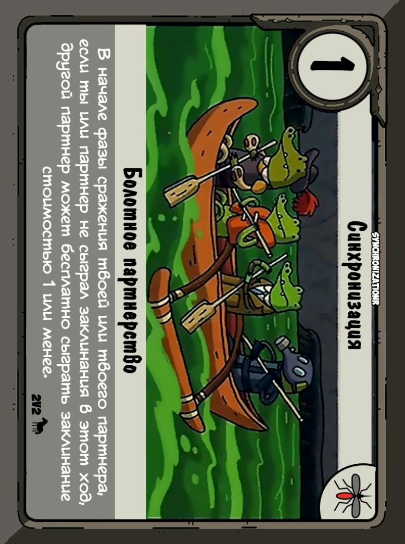 1
SYNCHRONIZATION!!
Синхронизация
Болотное партнерство
В начале фазы сражения твоей или твоего партнера,
если ты или партнер не сыграл заклинания в этот ход,
другой партнер может бесплатно сыграть заклинание
стоимостью 1 или менее.
2V2